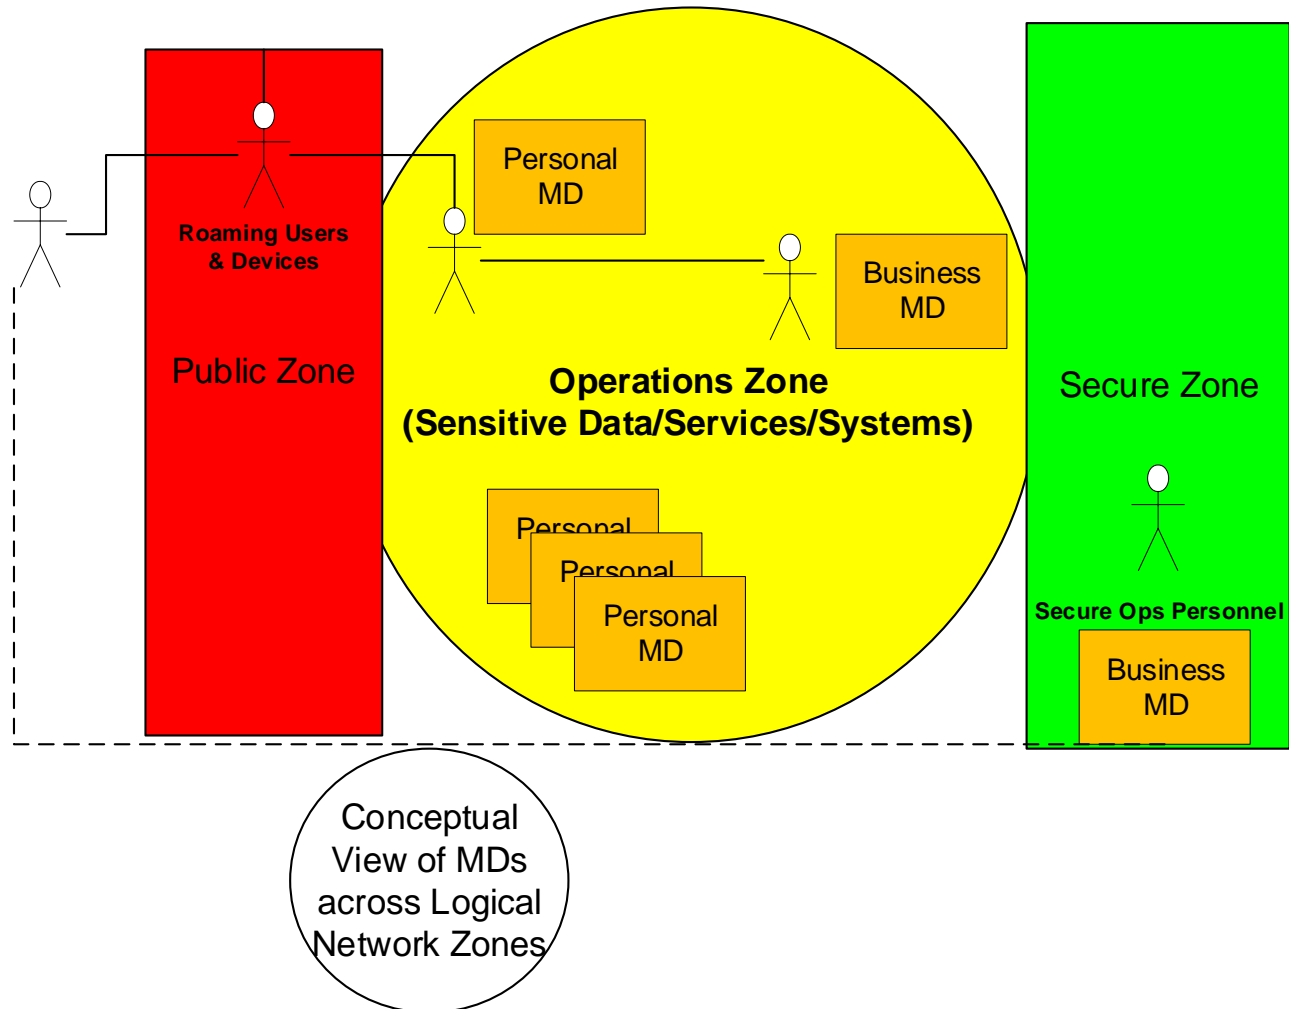 Personal
MD
Roaming Users
& Devices
Business
MD
Public Zone
Operations Zone
(Sensitive Data/Services/Systems)
Secure Zone
Personal
Personal
Personal
MD
Secure Ops Personnel
Business
MD
Conceptual
View of MDs
across Logical
Network Zones